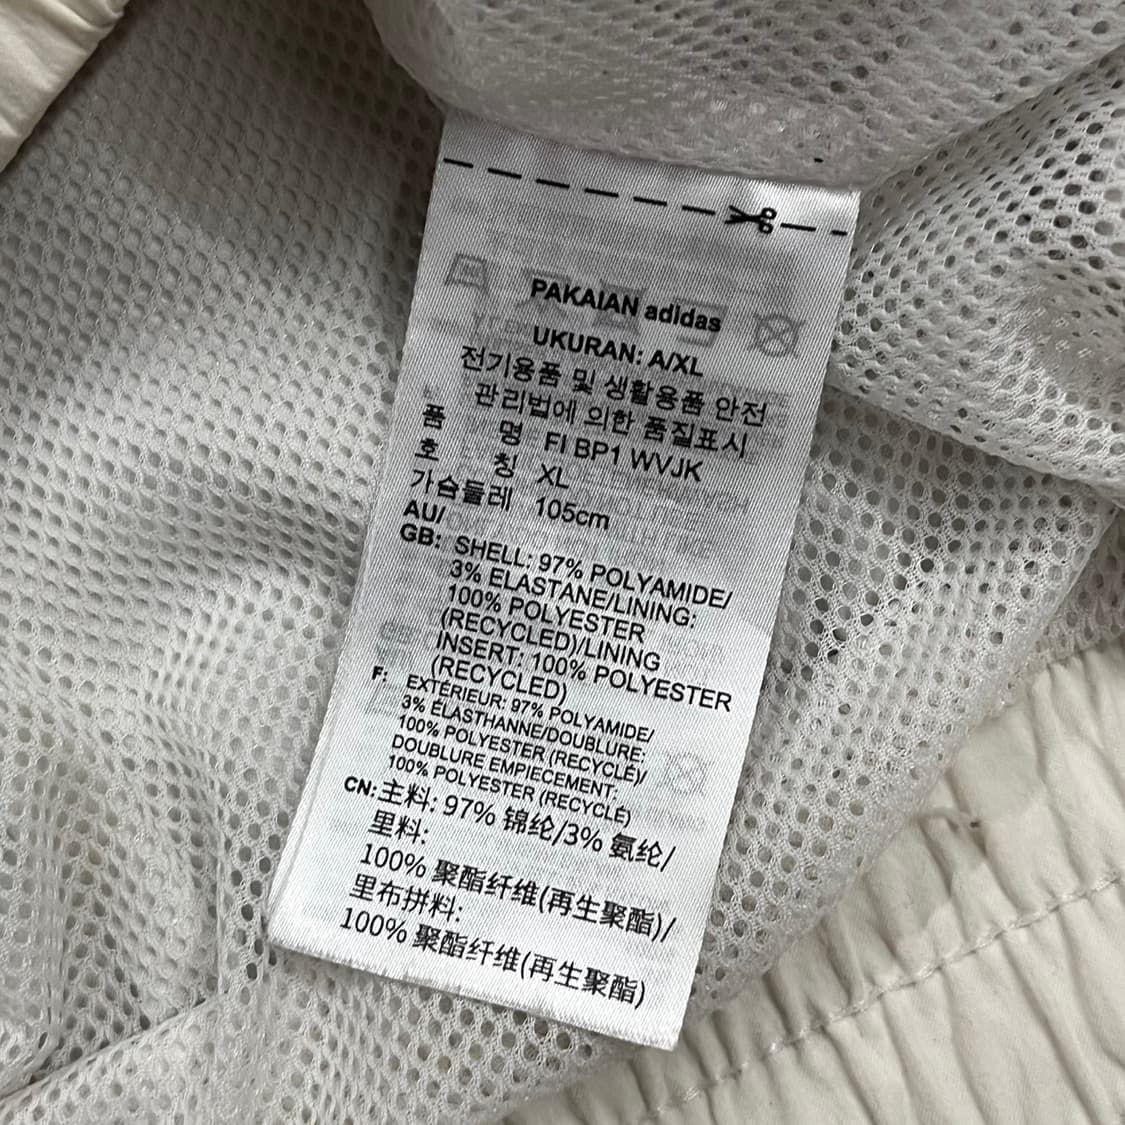 PAKAIAN adidas
UKURAN: A/XL
전기용품 및 생활용품 안전
관리법에 의한 품질표시
품 명 FI BP1 WVJK
호 칭 XL
가슴둘레 105cm
AU/
GB: SHELL: 97% POLYAMIDE/
3% ELASTANE/LINING:
100% POLYESTER
(RECYCLED)/LINING
INSERT: 100% POLYESTER
(RECYCLED)
F: EXTÉRIEUR: 97% POLYAMIDE/
3% ÉLASTHANNE/DOUBLURE:
100% POLYESTER (RECYCLÉ)/
DOUBLURE EMPIECEMENT:
100% POLYESTER (RECYCLÉ)
CN: 主料: 97% 锦纶/3% 氨纶/
里料:
100% 聚酯纤维(再生聚酯)/
里布拼料:
100% 聚酯纤维(再生聚酯)